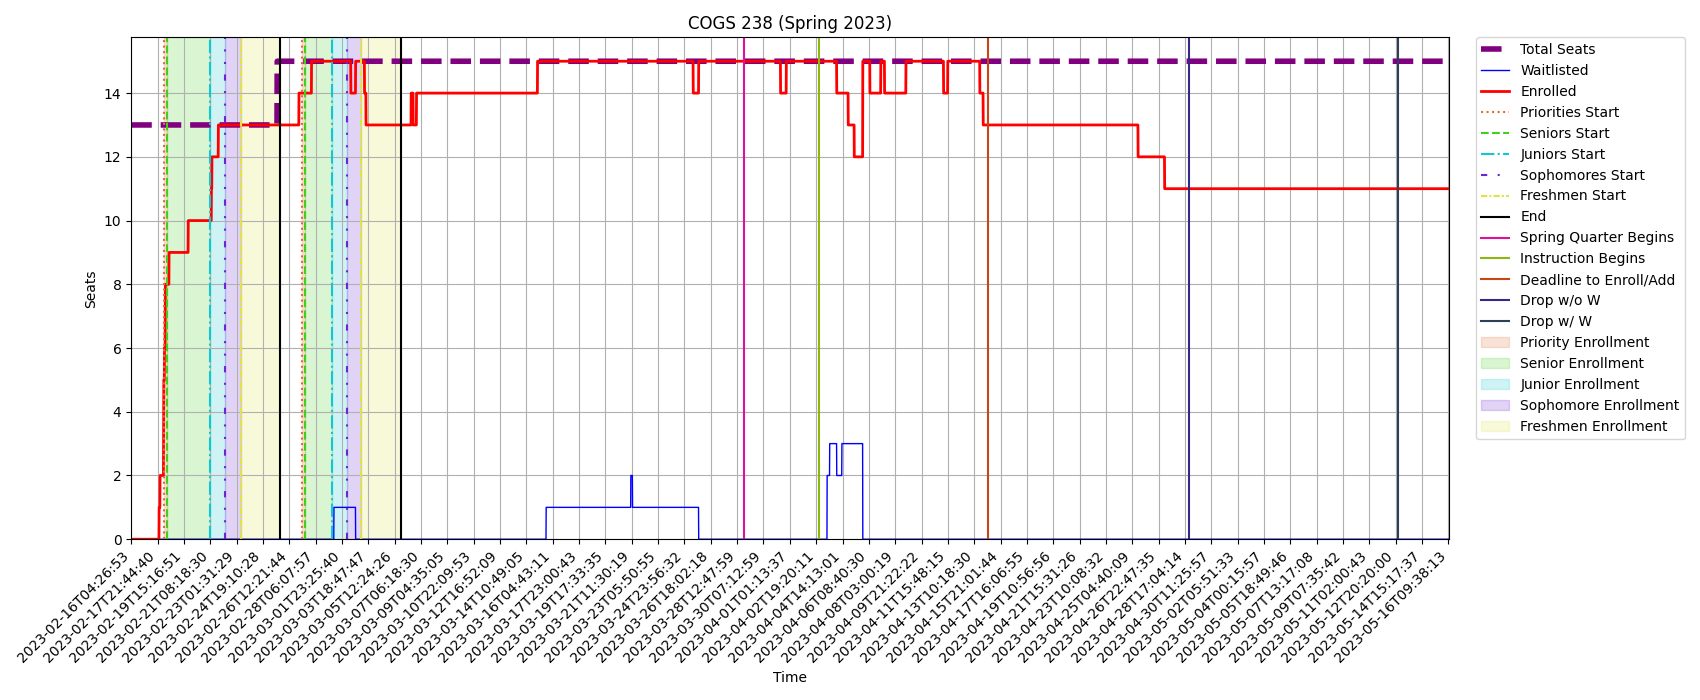 COGS 238 (Spring 2023)
Seats
14
12
10
8
6
4
2
0
2023-02-16T04:26:53
2023-02-17T21:44:40
2023-02-19T15:16:51
2023-02-21T08:18:30
2023-02-23T01:31:29
2023-02-24T19:10:28
2023-02-26T12:21:44
2023-02-28T06:07:57
2023-03-01T23:25:40
2023-03-03T18:47:47
2023-03-05T12:24:26
2023-03-07T06:18:30
2023-03-09T04:35:05
2023-03-10T22:09:53
2023-03-12T16:52:09
2023-03-14T10:49:05
2023-03-16T04:43:11
2023-03-17T23:00:43
2023-03-19T17:33:35
2023-03-21T11:30:19
2023-03-23T05:50:55
2023-03-24T23:56:32
2023-03-26T18:02:18
2023-03-28T12:47:59
2023-03-30T07:12:59
2023-04-01T01:13:37
2023-04-02T19:20:11
2023-04-04T14:13:01
2023-04-06T08:40:30
2023-04-08T03:00:19
2023-04-09T21:22:22
2023-04-11T15:48:15
2023-04-13T10:18:30
2023-04-15T21:01:44
2023-04-17T16:06:55
2023-04-19T10:56:56
2023-04-21T15:31:26
2023-04-23T10:08:32
2023-04-25T04:40:09
2023-04-26T22:47:35
2023-04-28T17:04:14
2023-04-30T11:25:57
2023-05-02T05:51:33
2023-05-04T00:15:57
2023-05-05T18:49:46
2023-05-07T13:17:08
2023-05-09T07:35:42
2023-05-11T02:00:43
2023-05-12T20:20:00
2023-05-14T15:17:37
2023-05-16T09:38:13
Time
Total Seats
Waitlisted
Enrolled
Priorities Start
Seniors Start
Juniors Start
Sophomores Start
Freshmen Start
End
Spring Quarter Begins
Instruction Begins
Deadline to Enroll/Add
Drop w/o W
Drop w/ W
Priority Enrollment
Senior Enrollment
Junior Enrollment
Sophomore Enrollment
Freshmen Enrollment